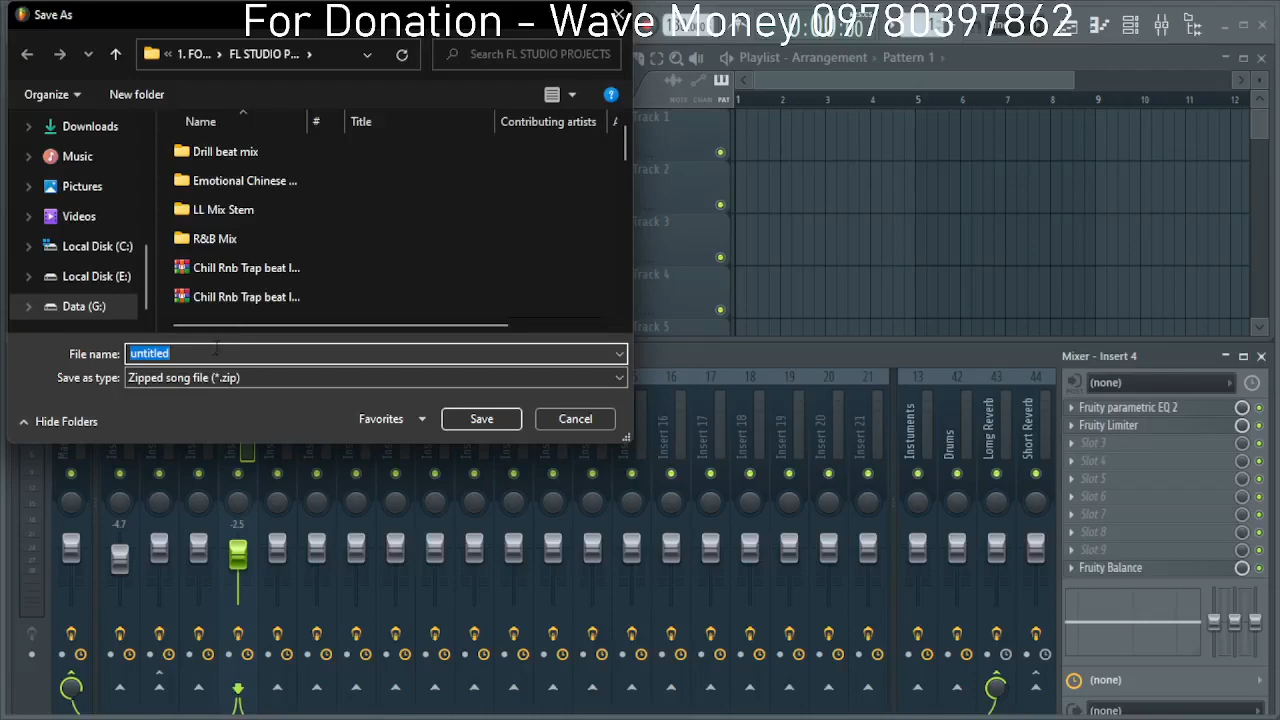 Save As
For Donation - Wave Money 09780397862
1. FO... > FL STUDIO P... >
Search FL STUDIO PROJECTS
Organize
New folder
Playlist - Arrangement > Pattern 1 >
NOTE CHAN PAT
1 2 3 4 5 6 7 8 9 10 11 12
Downloads
Music
Pictures
Videos
Local Disk (C:)
Local Disk (E:)
Data (G:)
Name # Title Contributing artists
Drill beat mix
Emotional Chinese ...
LL Mix Stem
R&B Mix
Chill Rnb Trap beat l...
Chill Rnb Trap beat l...
Track 1
Track 2
Track 3
Track 4
Track 5
File name: untitled
Save as type: Zipped song file (*.zip)
Hide Folders
Favorites
Save
Cancel
15 16 17 18 19 20 21 13 42 43 44
Insert 16
Insert 17
Insert 18
Insert 19
Insert 20
Insert 21
Instuments
Drums
Lomg Reverb
Short Reverb
-4.7
-2.5
Mixer - Insert 4
(none)
Fruity parametric EQ 2
Fruity Limiter
Slot 3
Slot 4
Slot 5
Slot 6
Slot 7
Slot 8
Slot 9
Fruity Balance
(none)
(none)